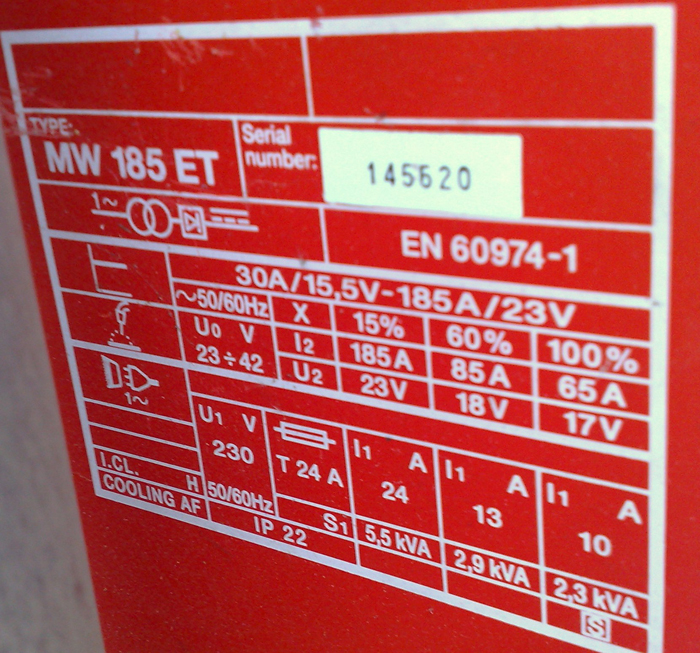 TYPE:
MW 185 ET
Serial number:
145620
1~
EN 60974-1
30A/15,5V-185A/23V
~50/60Hz X 15% 60% 100%
U0 V I2 185A 85A 65A
23÷42 U2 23V 18V 17V
1~
U1 V I1 A I1 A I1 A
230 T 24 A 24 13 10
I.CL. H 50/60Hz S1 5,5 kVA 2,9 kVA 2,3 kVA
COOLING AF IP 22 S